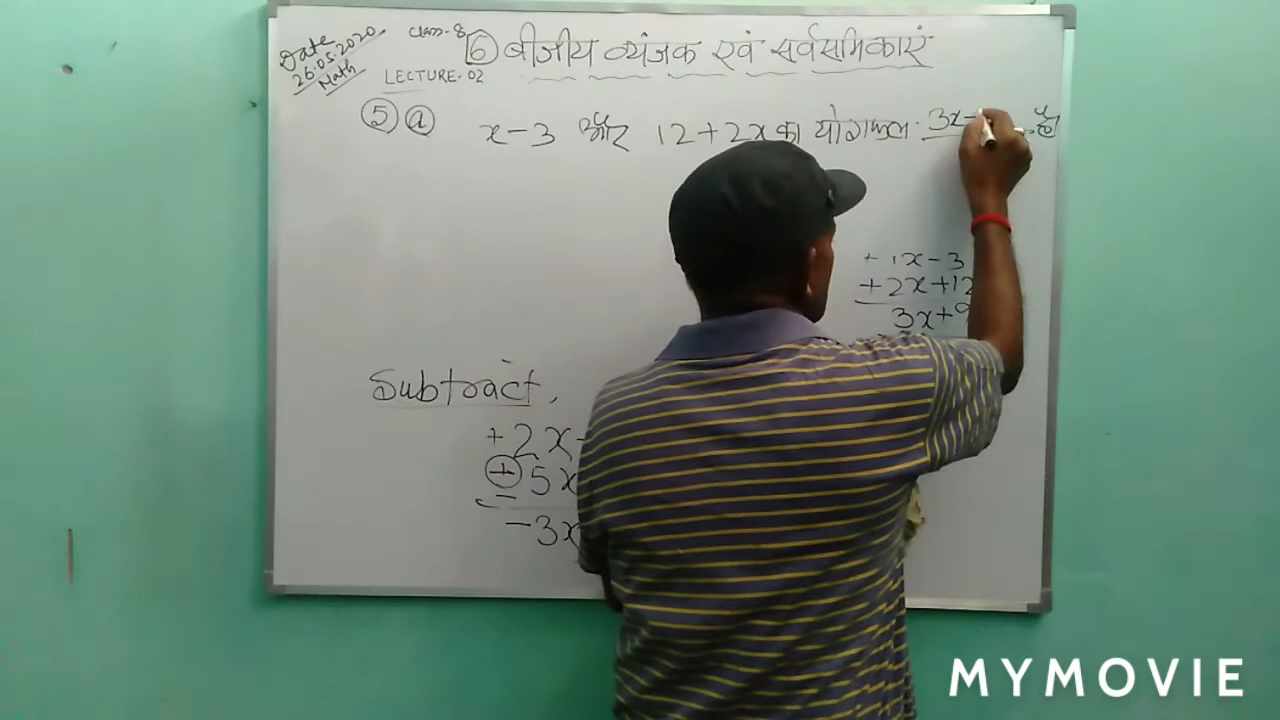 Date
26.05.2020
Math
Class-8
⑥ बीजीय व्यंजक एवं सर्वसमिकाएं
LECTURE-02
⑤ ⓐ x-3 और 12+2x का योगफल 3x है
+1x-3
+2x+12
3x+9
Subtract,
+2x-
+5x
-
-3x
MYMOVIE